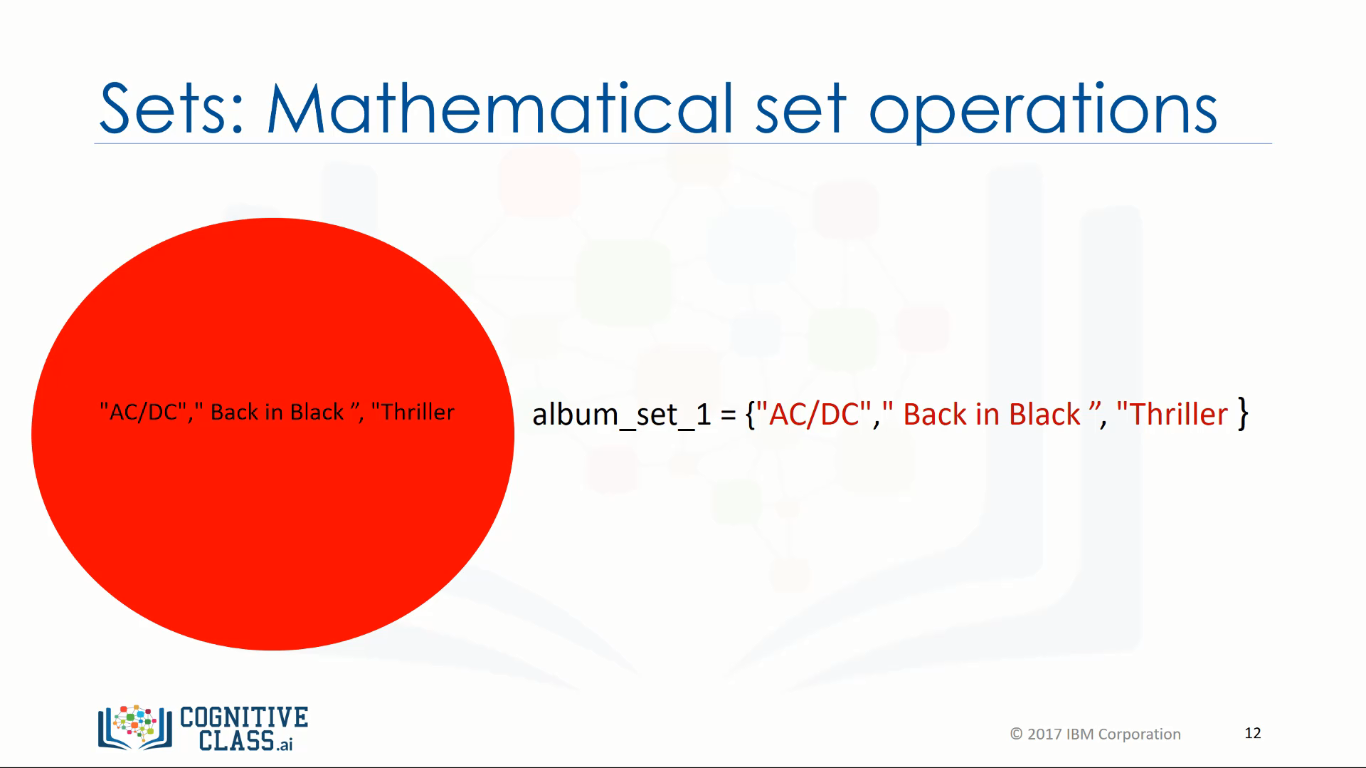 Sets: Mathematical set operations
"AC/DC"," Back in Black ”, "Thriller
album_set_1 = {"AC/DC"," Back in Black ”, "Thriller }
COGNITIVE
CLASS.ai
© 2017 IBM Corporation
12